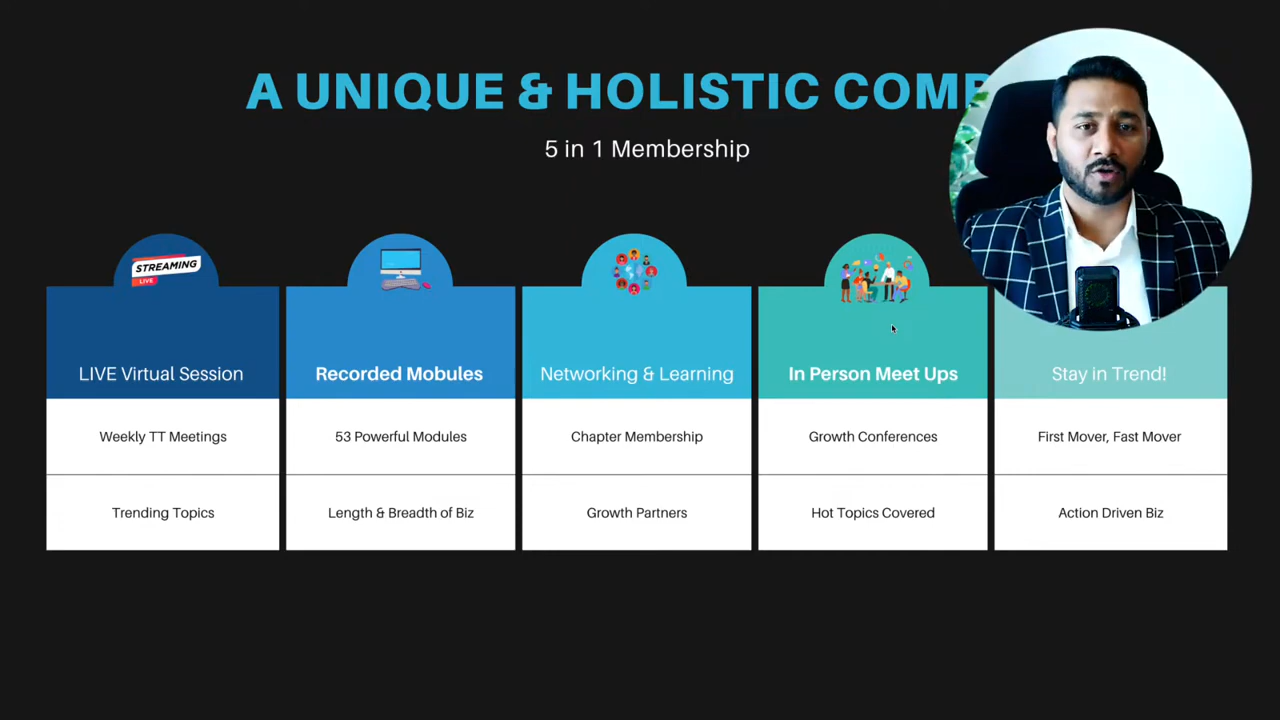 A UNIQUE & HOLISTIC
5 in 1 Membership
STREAMING
LIVE
LIVE Virtual Session
Recorded Mobules
Networking & Learning
In Person Meet Ups
Stay in Trend!
Weekly TT Meetings
53 Powerful Modules
Chapter Membership
Growth Conferences
First Mover, Fast Mover
Trending Topics
Length & Breadth of Biz
Growth Partners
Hot Topics Covered
Action Driven Biz